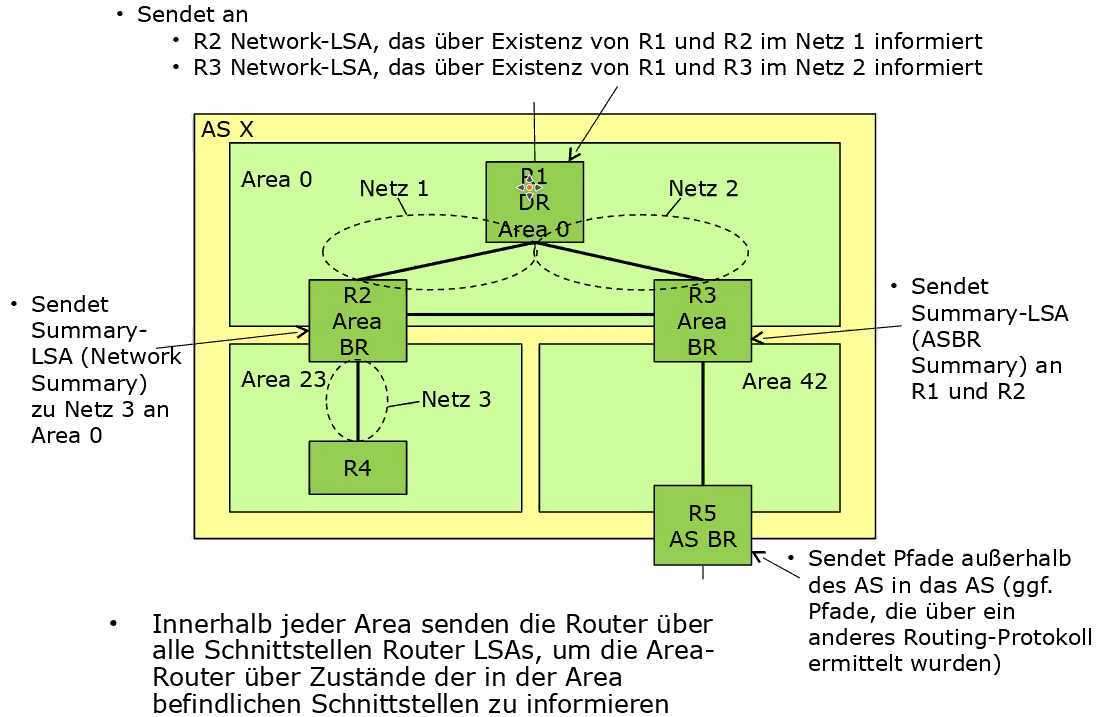 • Sendet an
• R2 Network-LSA, das über Existenz von R1 und R2 im Netz 1 informiert
• R3 Network-LSA, das über Existenz von R1 und R3 im Netz 2 informiert
AS X
Area 0
Netz 1
R1
DR
Area 0
Netz 2
R2
Area
BR
R3
Area
BR
• Sendet
Summary-
LSA (Network
Summary)
zu Netz 3 an
Area 0
• Sendet
Summary-LSA
(ASBR
Summary) an
R1 und R2
Area 23
Netz 3
R4
Area 42
R5
AS BR
• Sendet Pfade außerhalb
des AS in das AS (ggf.
Pfade, die über ein
anderes Routing-Protokoll
ermittelt wurden)
• Innerhalb jeder Area senden die Router über
alle Schnittstellen Router LSAs, um die Area-
Router über Zustände der in der Area
befindlichen Schnittstellen zu informieren